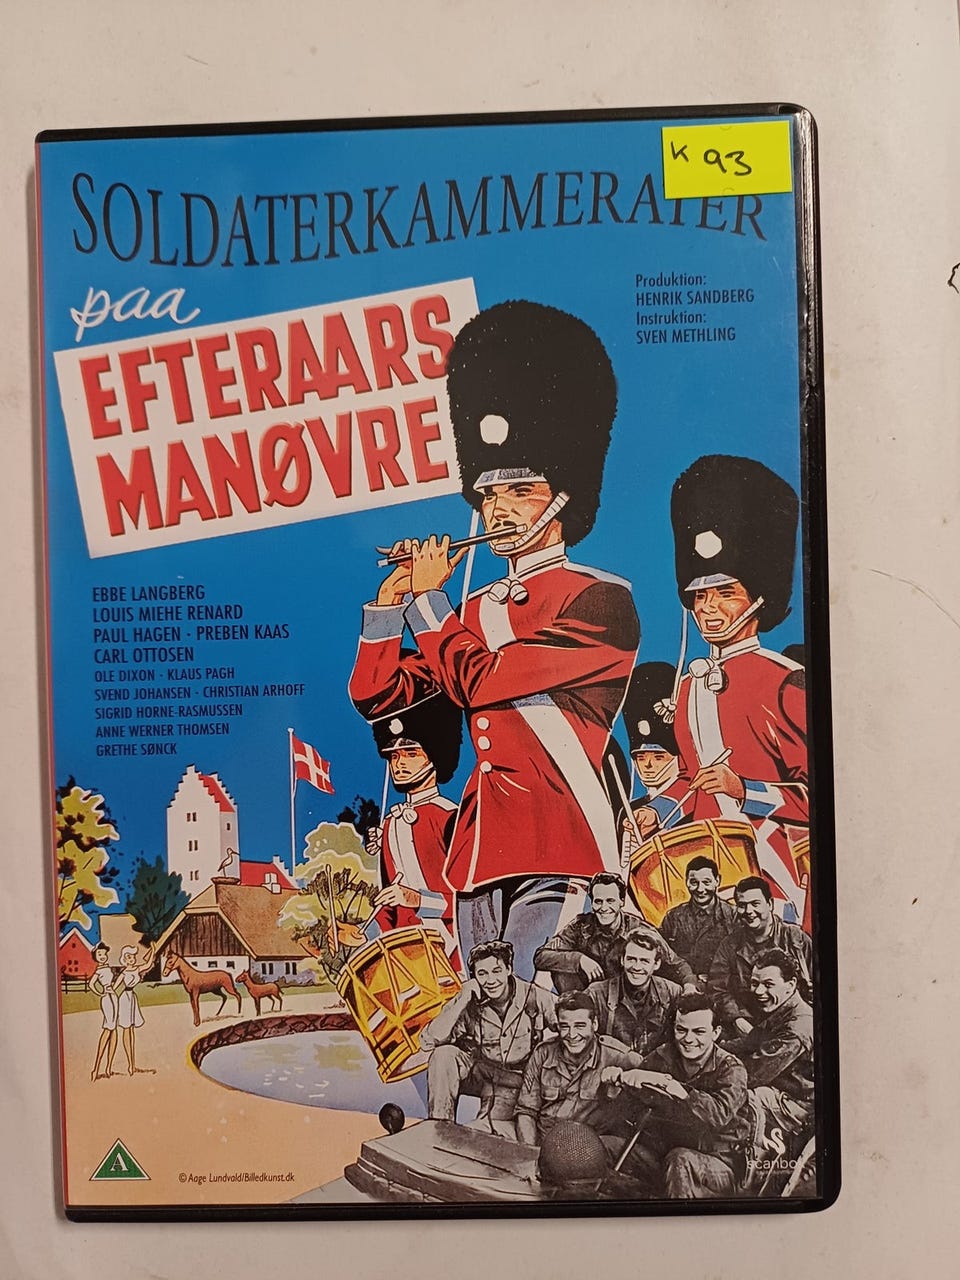 K 93
SOLDATERKAMMERATER
paa
EFTERAARS
MANØVRE
Produktion:
HENRIK SANDBERG
Instruktion:
SVEN METHLING
EBBE LANGBERG
LOUIS MIEHE RENARD
PAUL HAGEN · PREBEN KAAS
CARL OTTOSEN
OLE DIXON · KLAUS PAGH
SVEND JOHANSEN · CHRISTIAN ARHOFF
SIGRID HORNE-RASMUSSEN
ANNE WERNER THOMSEN
GRETHE SØNCK
A
© Aage Lundvald/Billedkunst.dk
scanbox